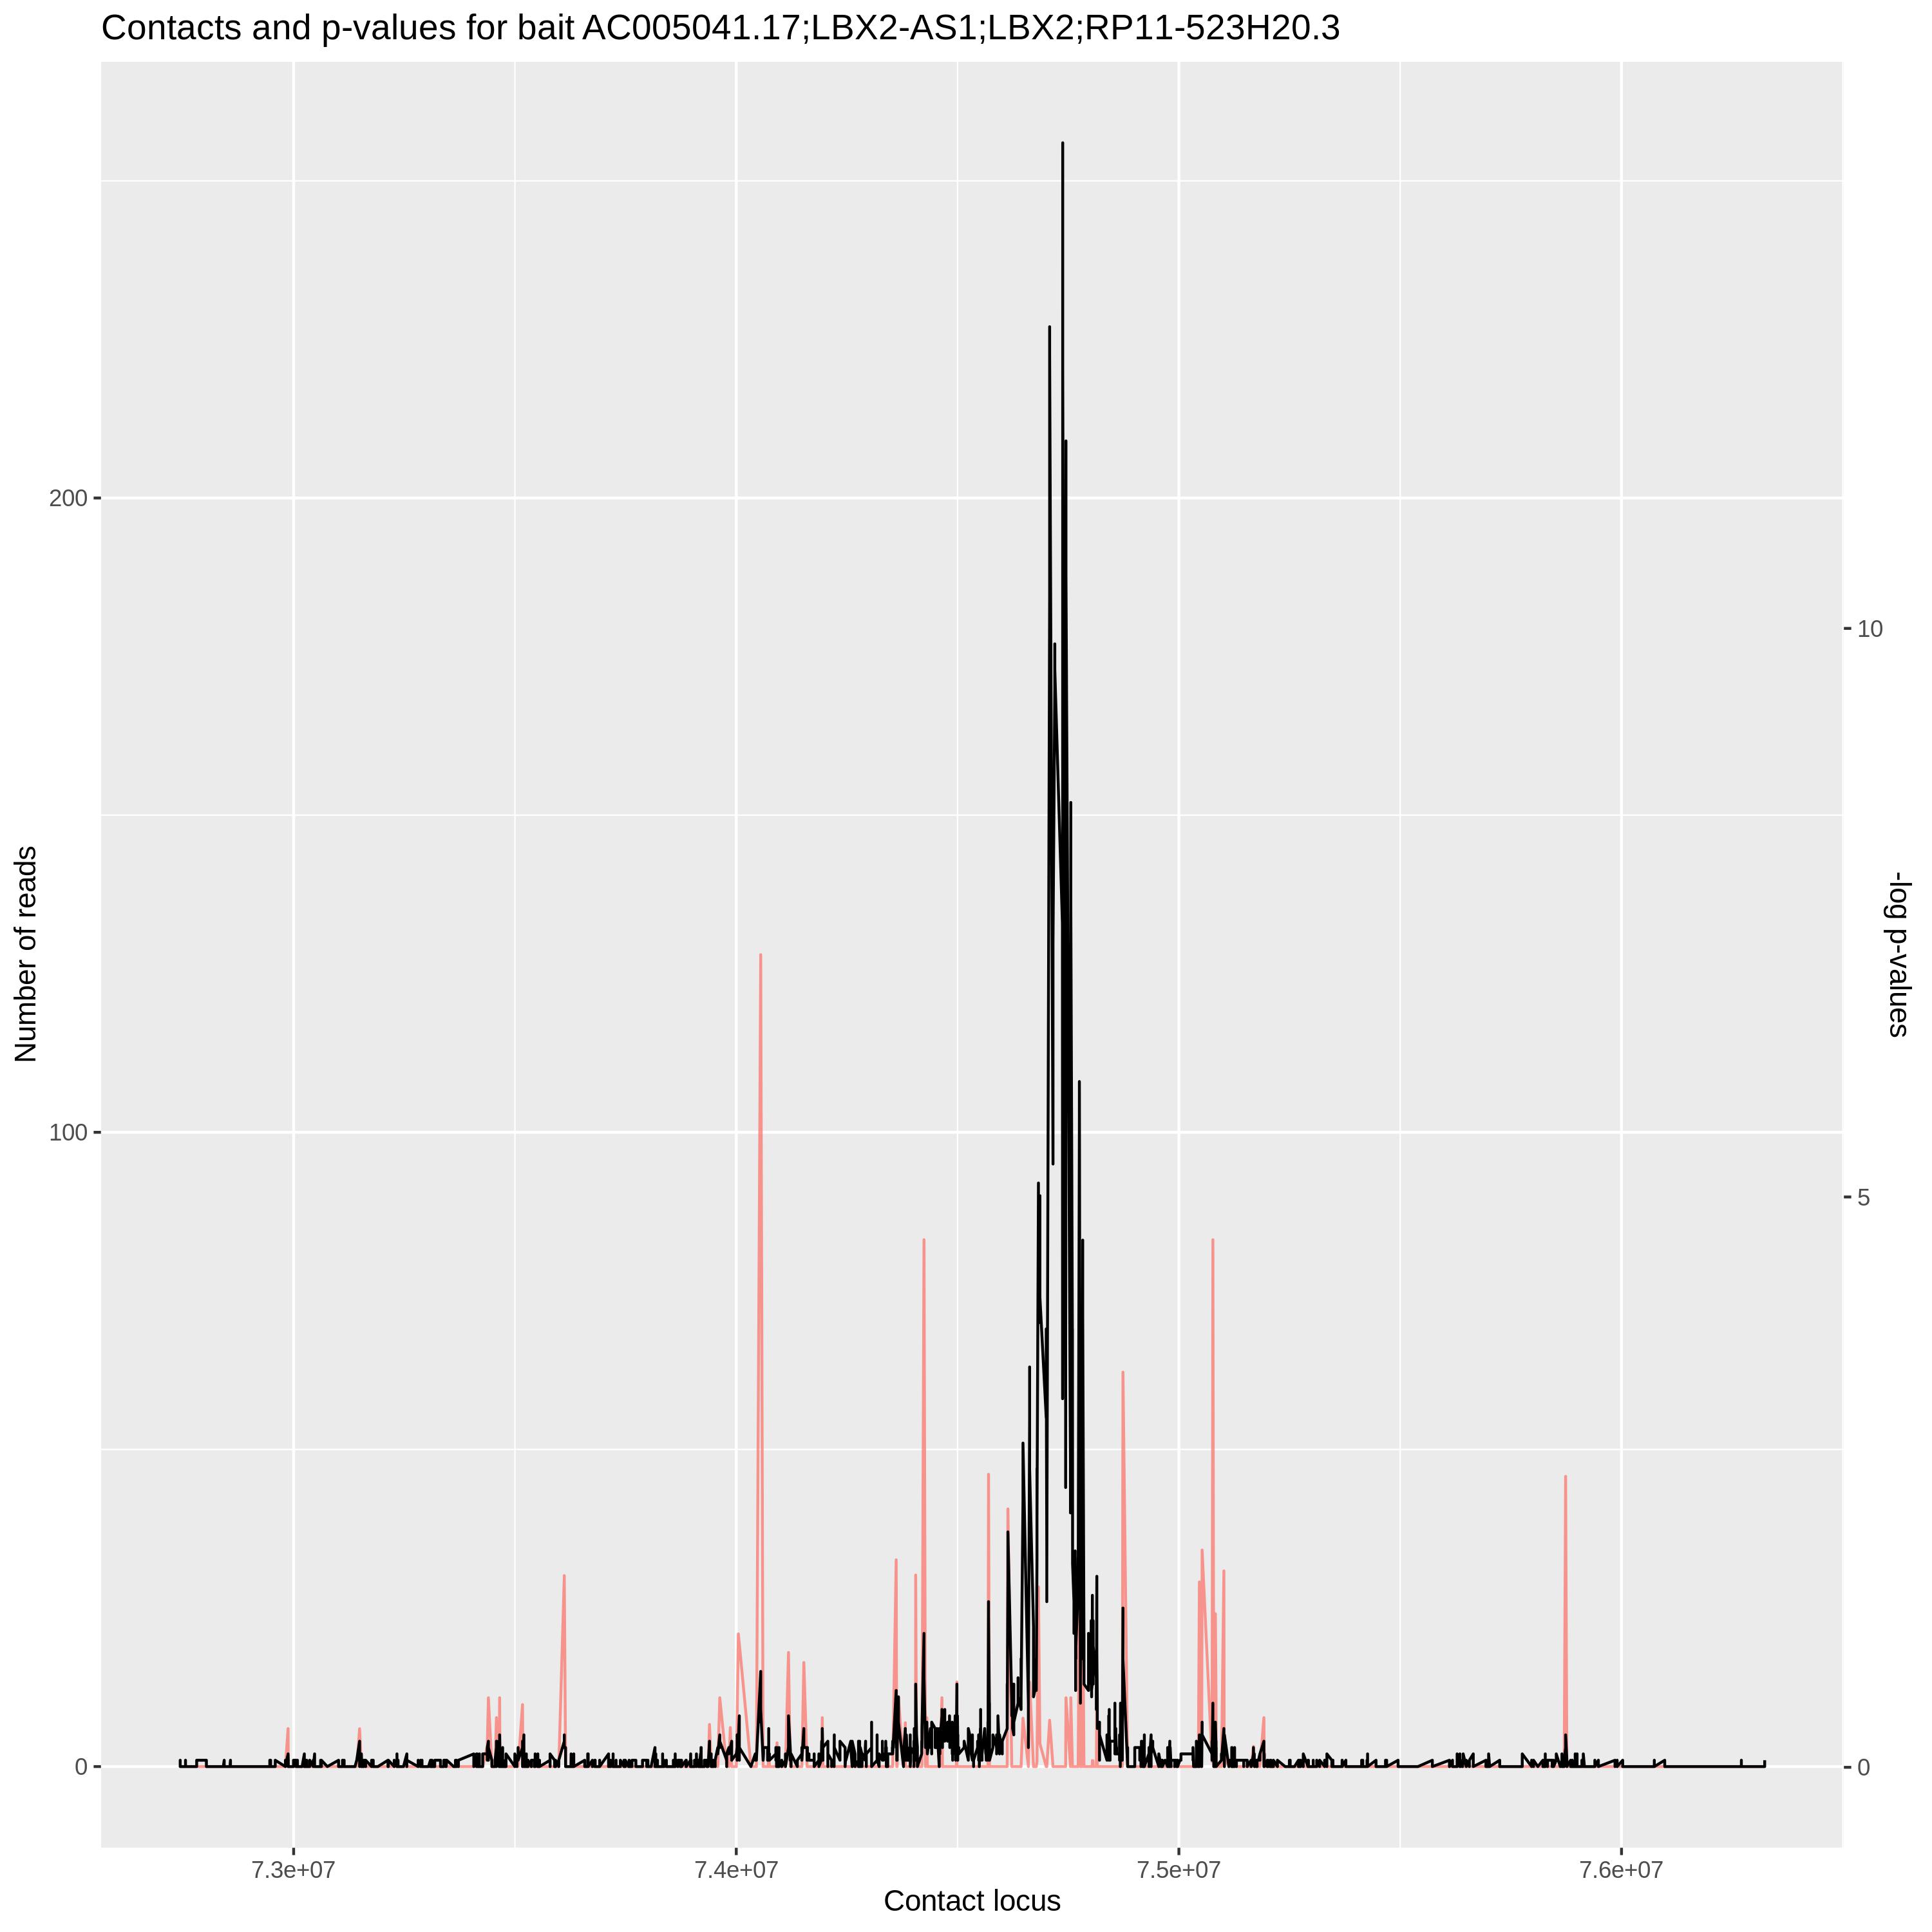 Contacts and p-values for bait AC005041.17;LBX2-AS1;LBX2;RP11-523H20.3
Number of reads
200
100
0
10
5
0
-log p-values
7.3e+07
7.4e+07
7.5e+07
7.6e+07
Contact locus